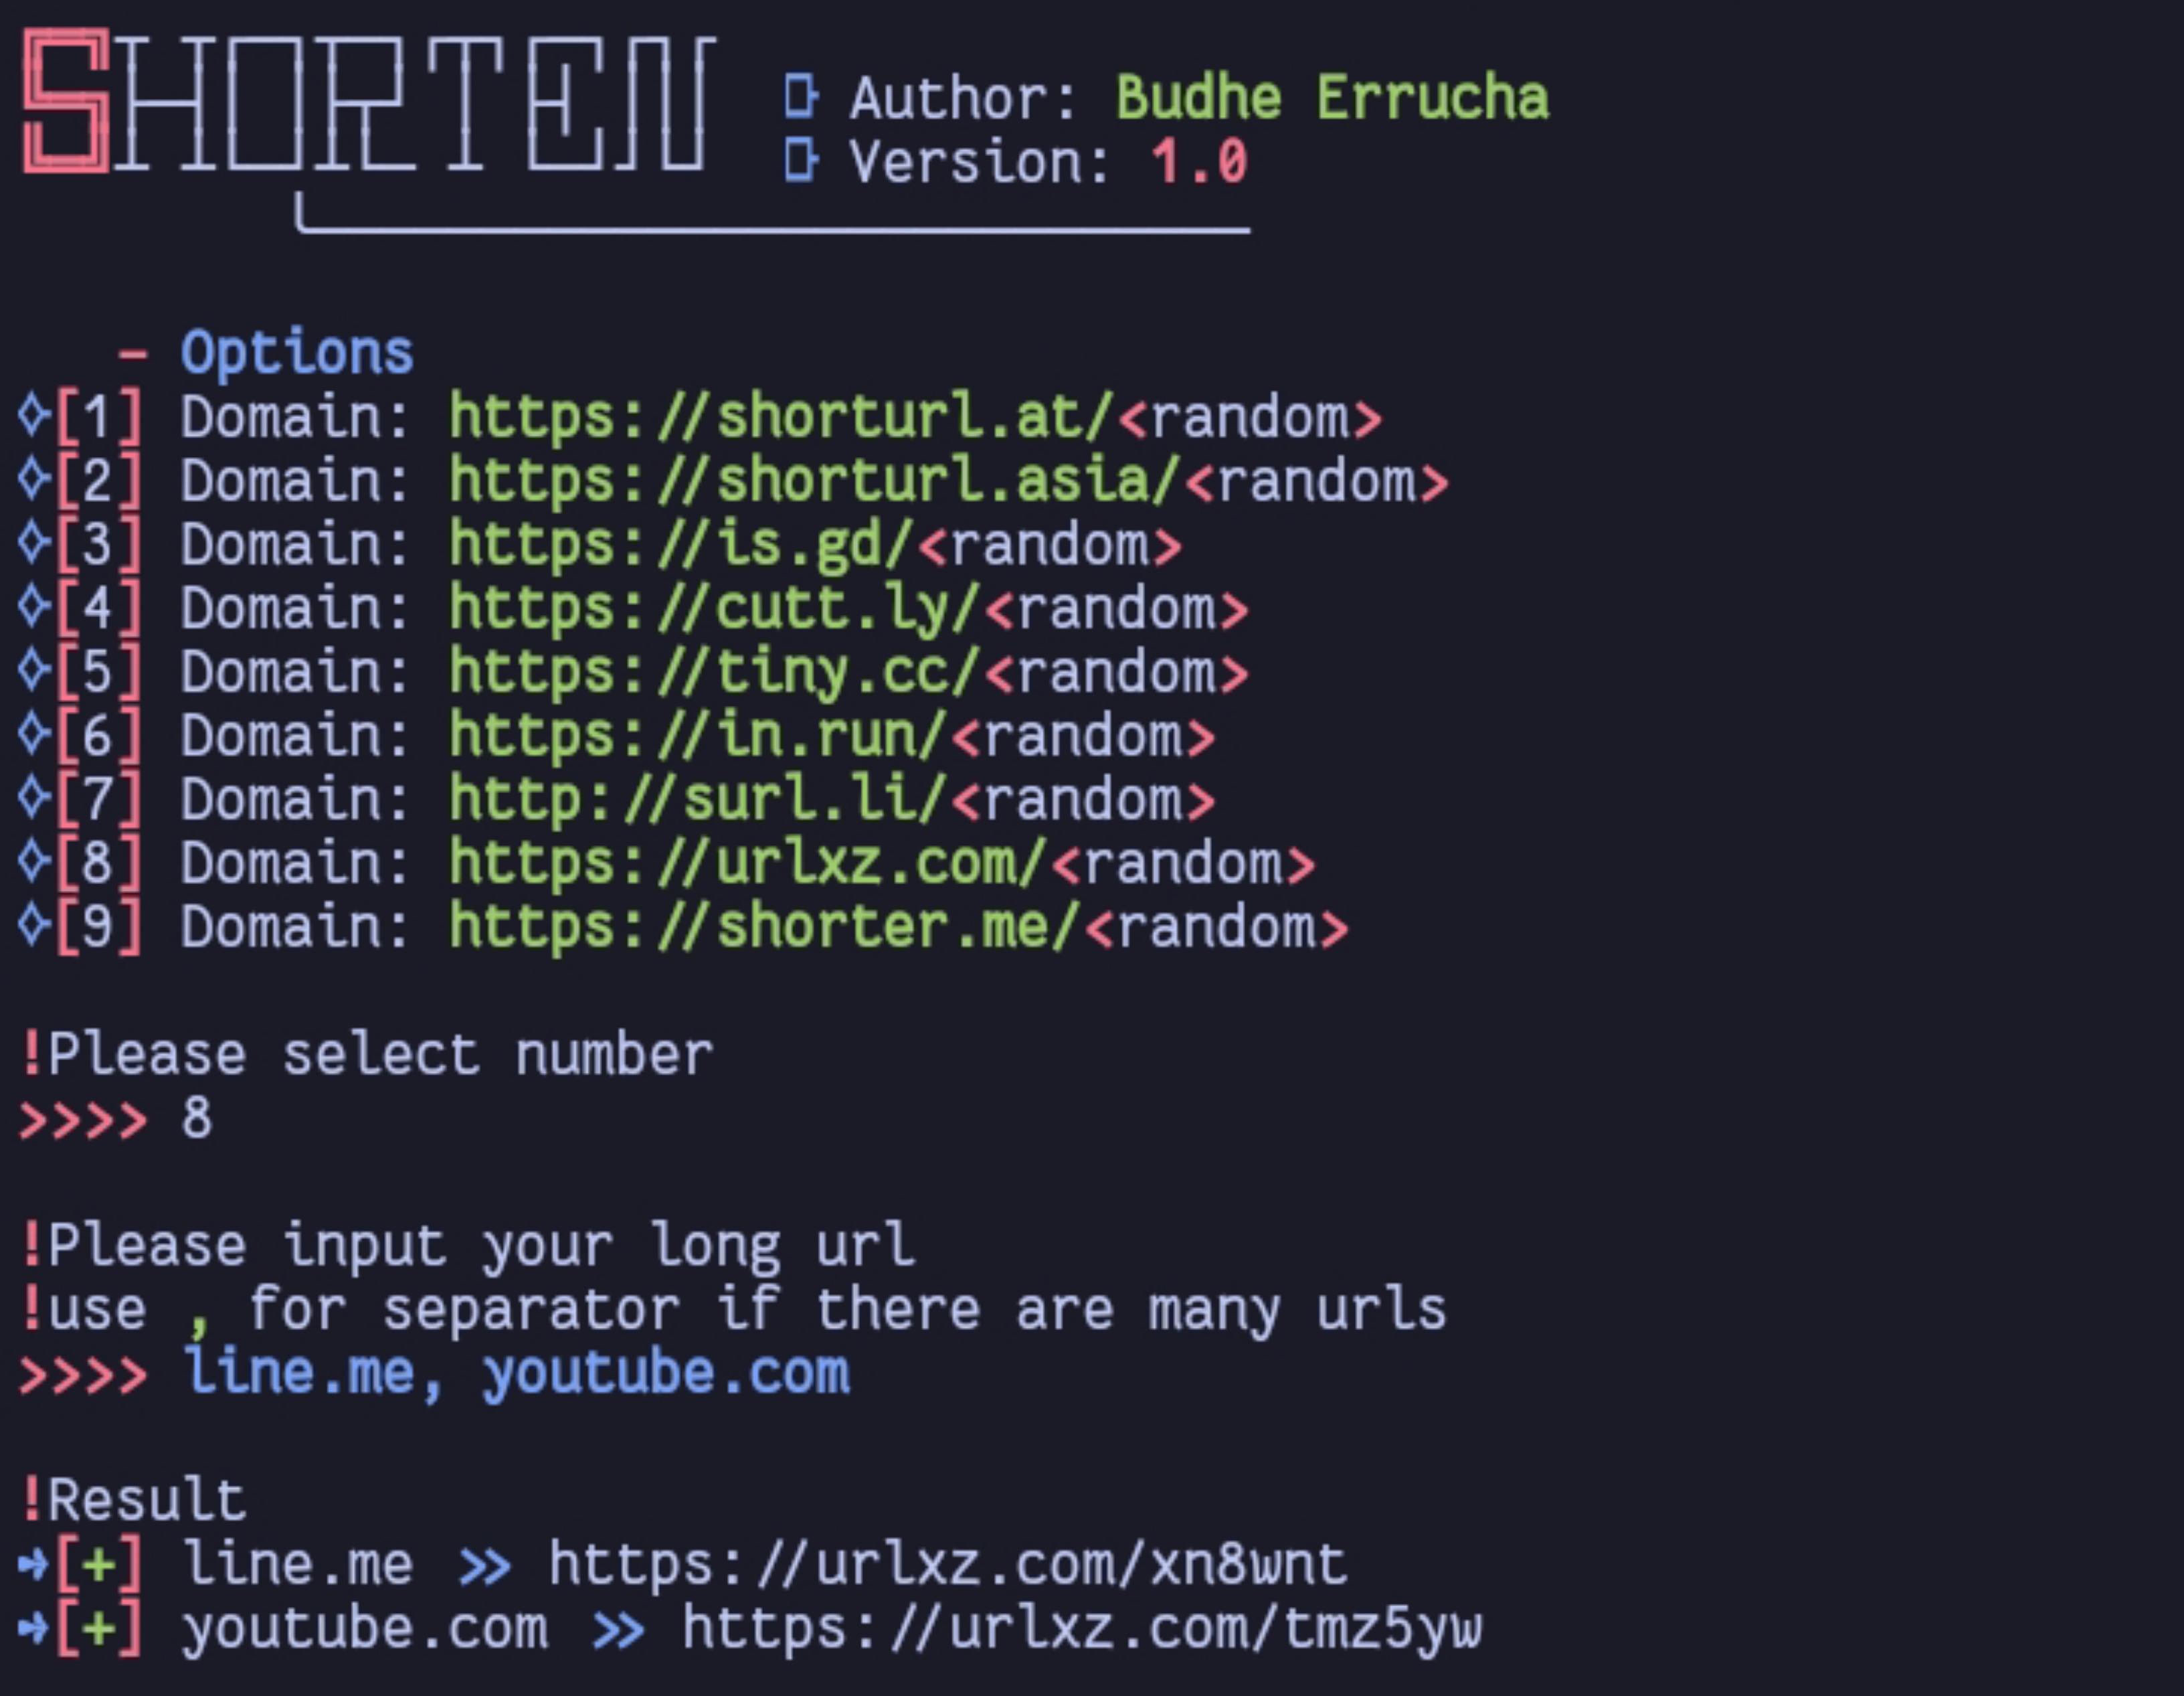 SHORTEN
Author: Budhe Errucha
Version: 1.0
- Options
[1] Domain: https://shorturl.at/<random>
[2] Domain: https://shorturl.asia/<random>
[3] Domain: https://is.gd/<random>
[4] Domain: https://cutt.ly/<random>
[5] Domain: https://tiny.cc/<random>
[6] Domain: https://in.run/<random>
[7] Domain: http://surl.li/<random>
[8] Domain: https://urlxz.com/<random>
[9] Domain: https://shorter.me/<random>
!Please select number
>>>> 8
!Please input your long url
!use , for separator if there are many urls
>>>> line.me, youtube.com
!Result
➺[+] line.me >> https://urlxz.com/xn8wnt
➺[+] youtube.com >> https://urlxz.com/tmz5yw